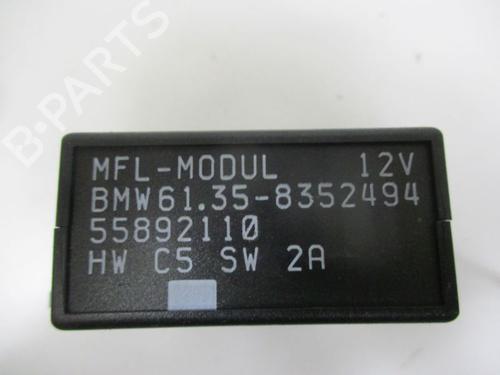 B-PARTS
MFL-MODUL 12V
BMW61.35-8352494
55892110
HW C5 SW 2A